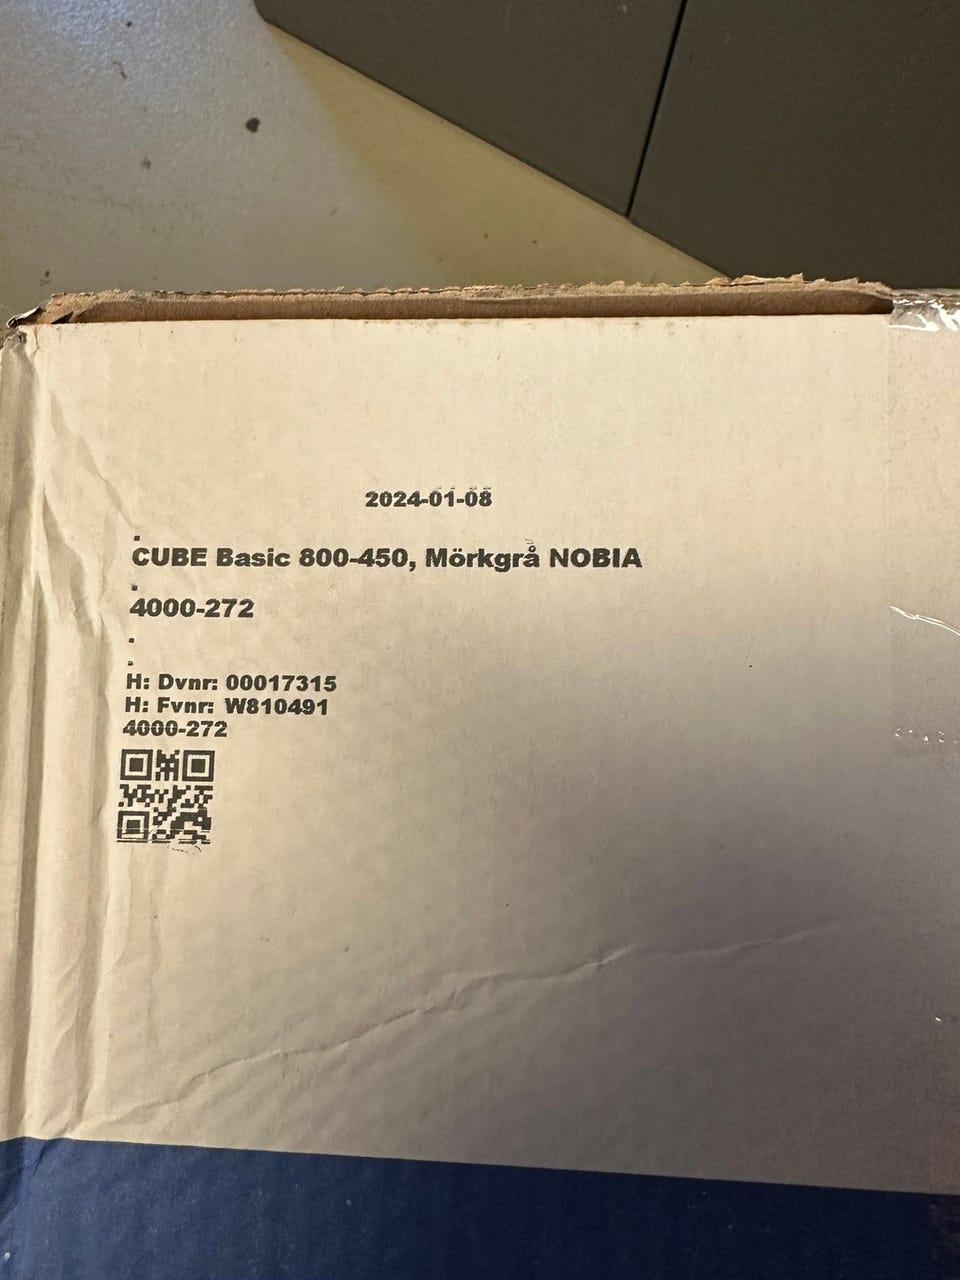 2024-01-08
CUBE Basic 800-450, Mörkgrå NOBIA
4000-272
H: Dvnr: 00017315
H: Fvnr: W810491
4000-272